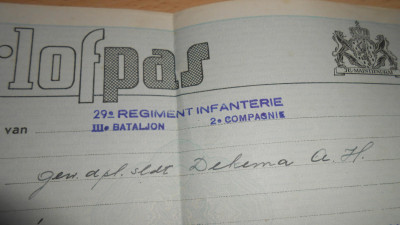 rlofpas
JE MAINTIENDRAI
29e REGIMENT INFANTERIE
van
IIIe BATALJON 2e COMPAGNIE
gew. dpl. sldt Dekema A.H.